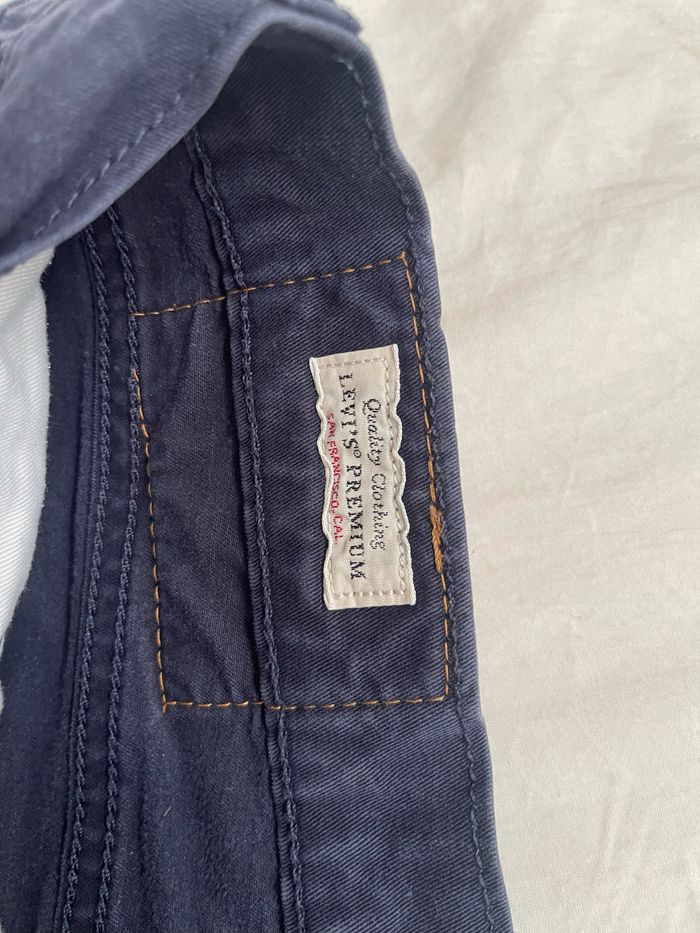 Quality Clothing
LEVI'S® PREMIUM
SAN FRANCISCO, CAL.